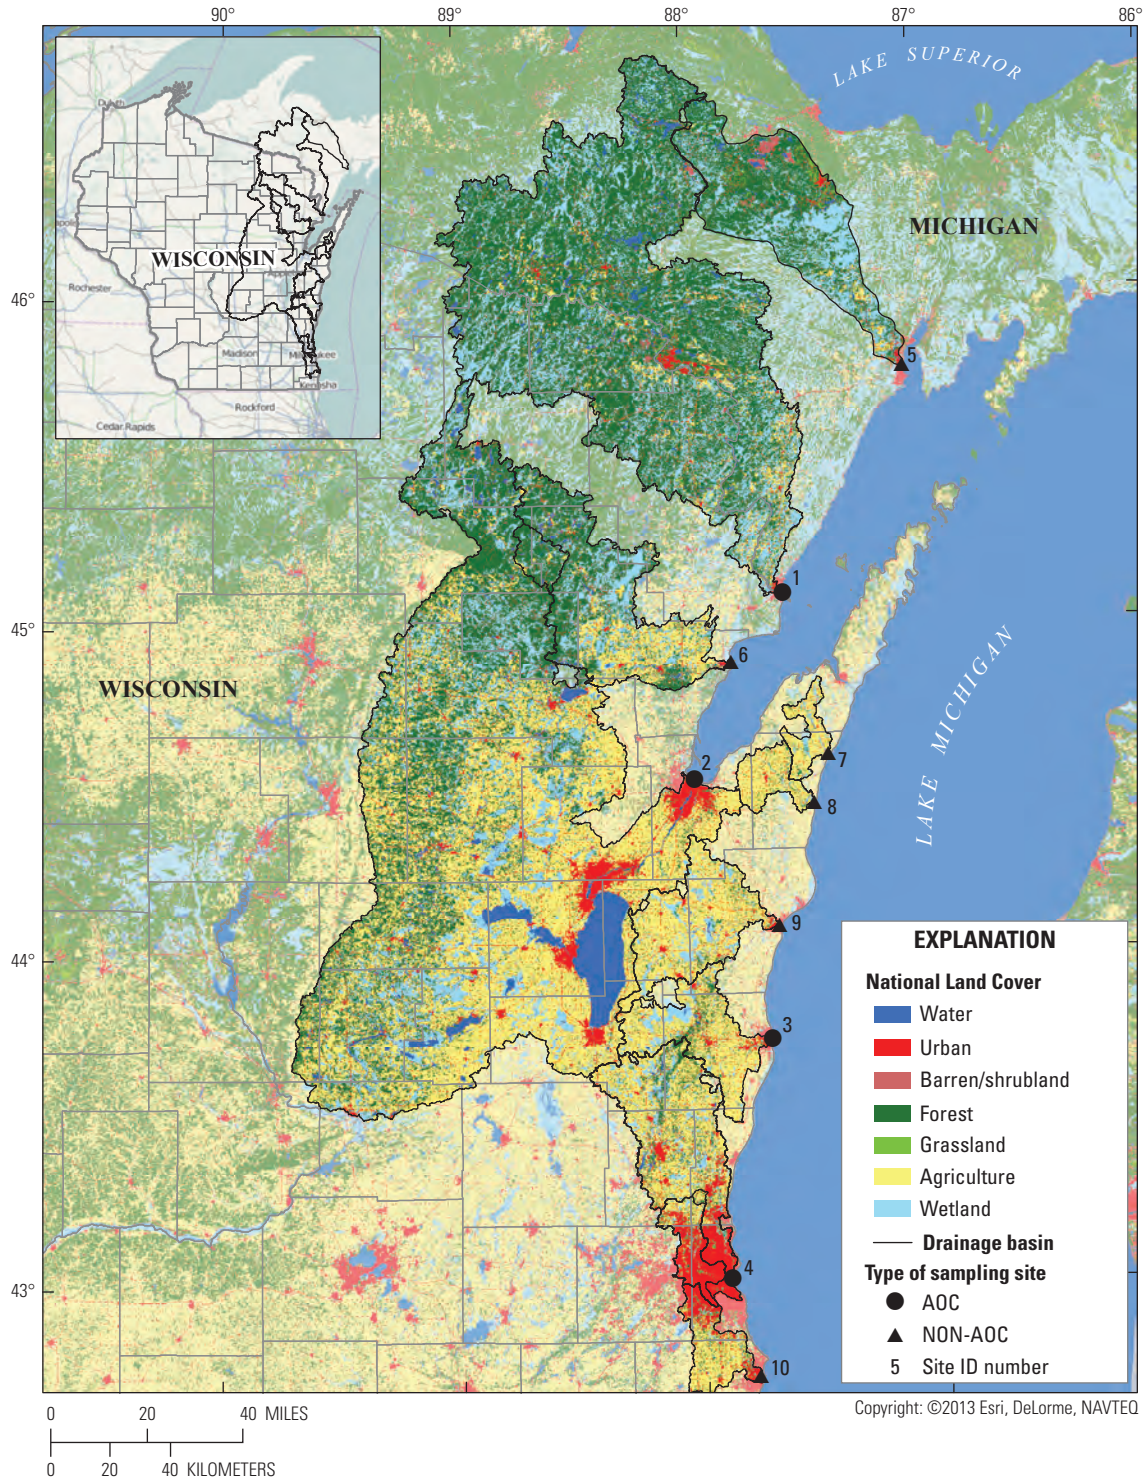 90°
89°
88°
87°
86°
LAKE SUPERIOR
Duluth
MICHIGAN
WISCONSIN
Appleton
Rochester
Madison
Milwaukee
Kenosha
Rockford
Cedar Rapids
46°
5
1
45°
6
WISCONSIN
LAKE MICHIGAN
2
7
8
9
44°
3
4
43°
10
EXPLANATION
National Land Cover
Water
Urban
Barren/shrubland
Forest
Grassland
Agriculture
Wetland
Drainage basin
Type of sampling site
AOC
NON-AOC
5 Site ID number
Copyright: ©2013 Esri, DeLorme, NAVTEQ
0 20 40 MILES
0 20 40 KILOMETERS